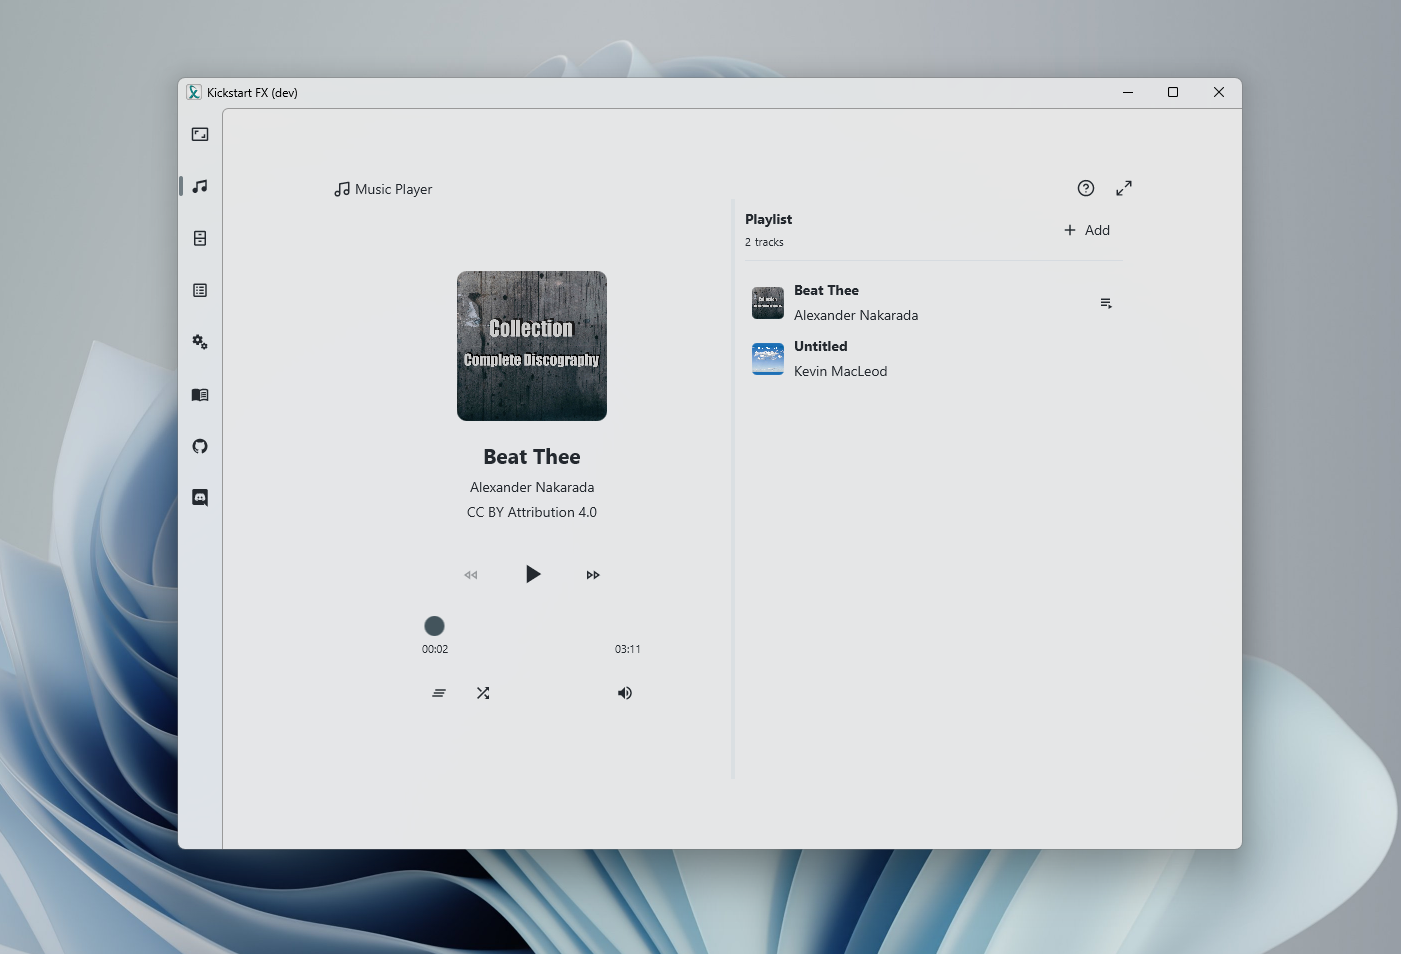 Kickstart FX (dev)
Music Player
Collection
Complete Discography
Beat Thee
Alexander Nakarada
CC BY Attribution 4.0
00:02
03:11
Playlist
2 tracks
Add
Beat Thee
Alexander Nakarada
Untitled
Kevin MacLeod